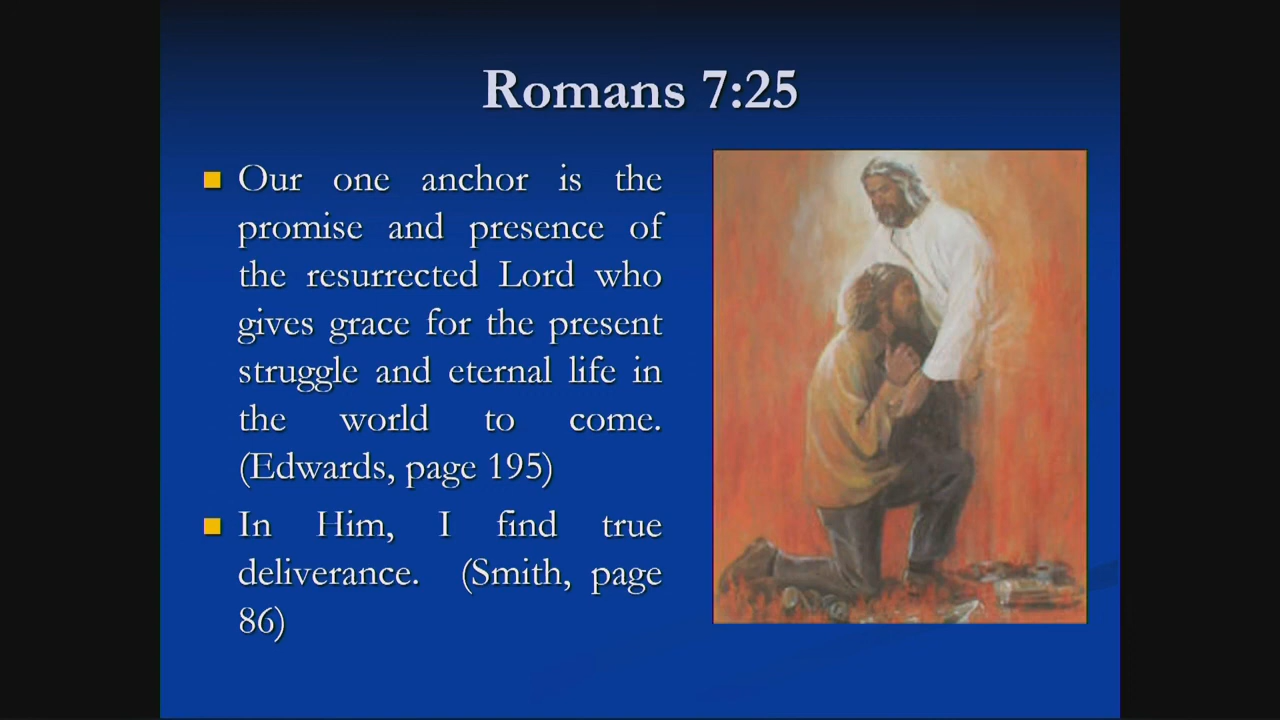 Romans 7:25
Our one anchor is the
promise and presence of
the resurrected Lord who
gives grace for the present
struggle and eternal life in
the world to come.
(Edwards, page 195)
In Him, I find true
deliverance. (Smith, page
86)